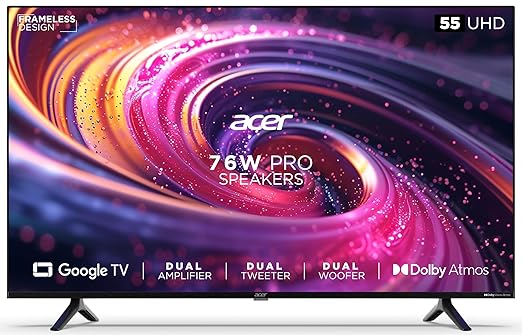 FRAMELESS
DESIGN
55 UHD
acer
76W PRO
SPEAKERS
Google TV
DUAL
AMPLIFIER
DUAL
TWEETER
DUAL
WOOFER
Dolby Atmos
acer